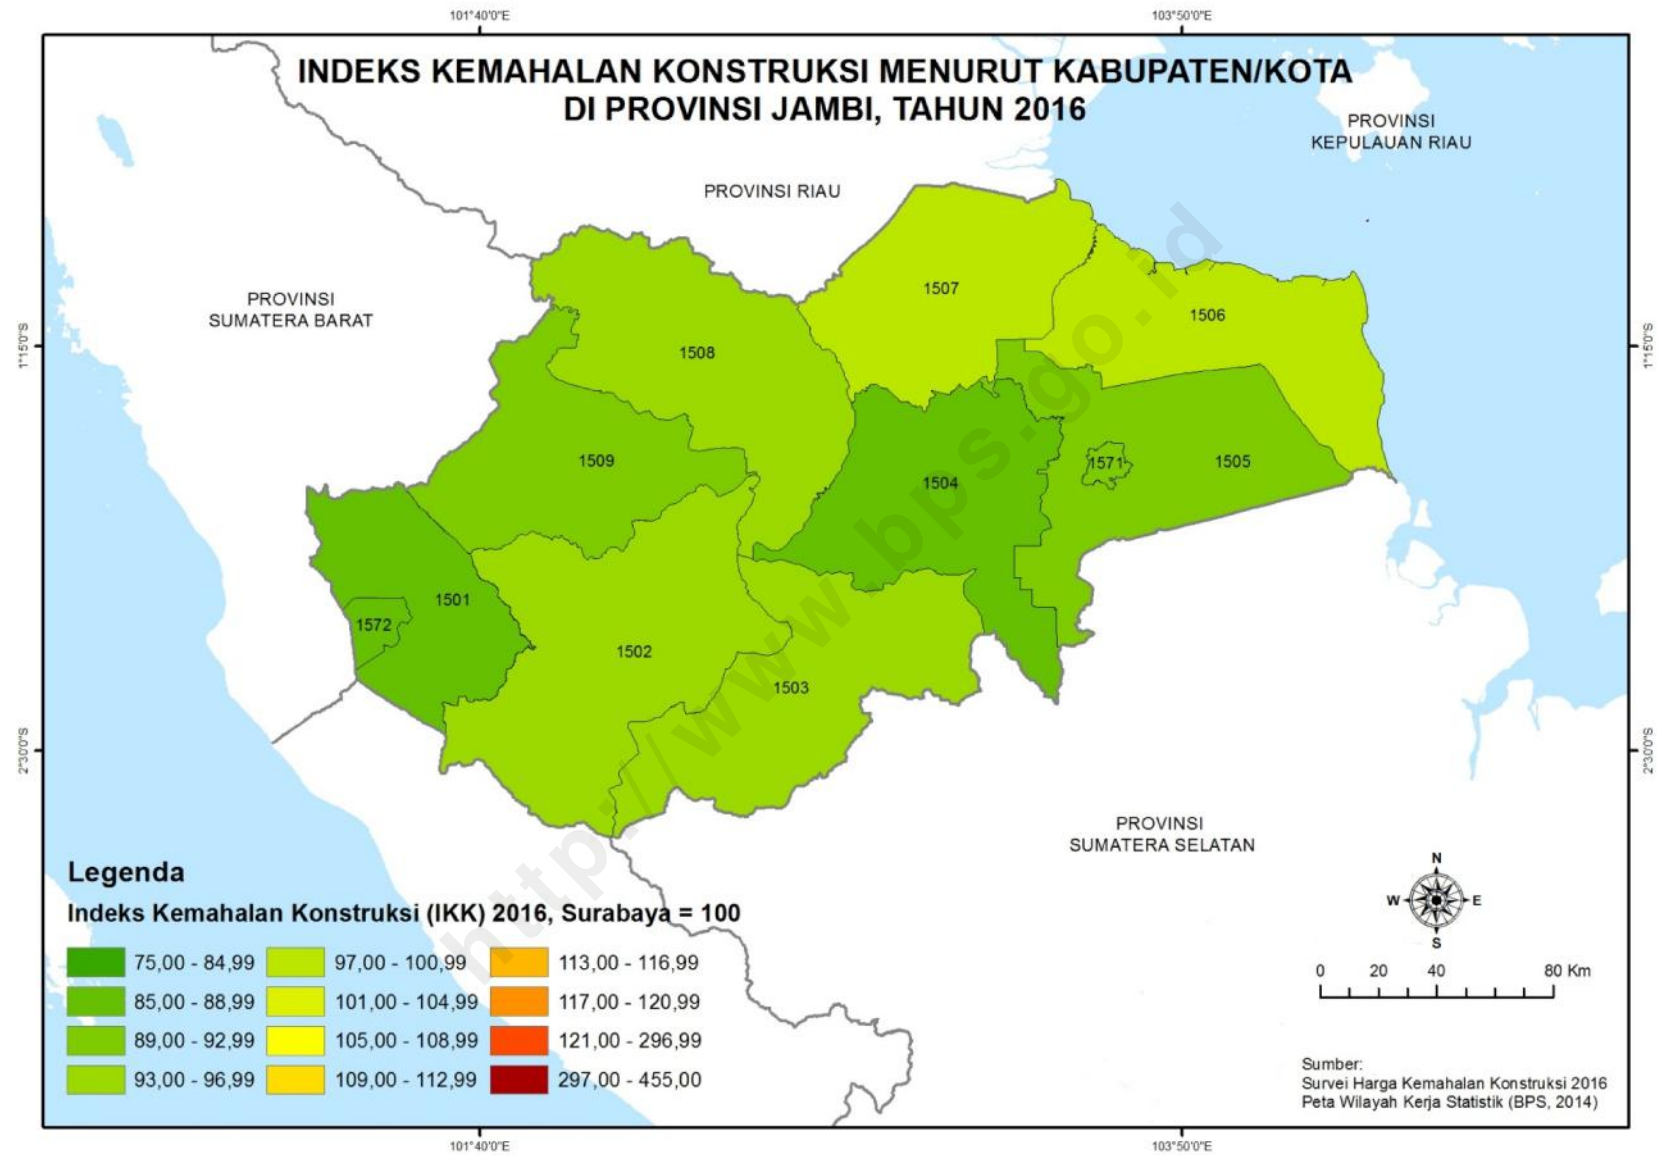 101°40'0"E
103°50'0"E
INDEKS KEMAHALAN KONSTRUKSI MENURUT KABUPATEN/KOTA
DI PROVINSI JAMBI, TAHUN 2016
PROVINSI
KEPULAUAN RIAU
PROVINSI RIAU
PROVINSI
SUMATERA BARAT
1507
1506
1°15'0"S
1°15'0"S
1508
1509
1571
1505
1504
1501
1572
1502
1503
2°30'0"S
2°30'0"S
PROVINSI
SUMATERA SELATAN
http://www.bps.go.id
N
W
E
S
Legenda
Indeks Kemahalan Konstruksi (IKK) 2016, Surabaya = 100
75,00 - 84,99
97,00 - 100,99
113,00 - 116,99
85,00 - 88,99
101,00 - 104,99
117,00 - 120,99
89,00 - 92,99
105,00 - 108,99
121,00 - 296,99
93,00 - 96,99
109,00 - 112,99
297,00 - 455,00
0 20 40 80 Km
Sumber:
Survei Harga Kemahalan Konstruksi 2016
Peta Wilayah Kerja Statistik (BPS, 2014)
101°40'0"E
103°50'0"E